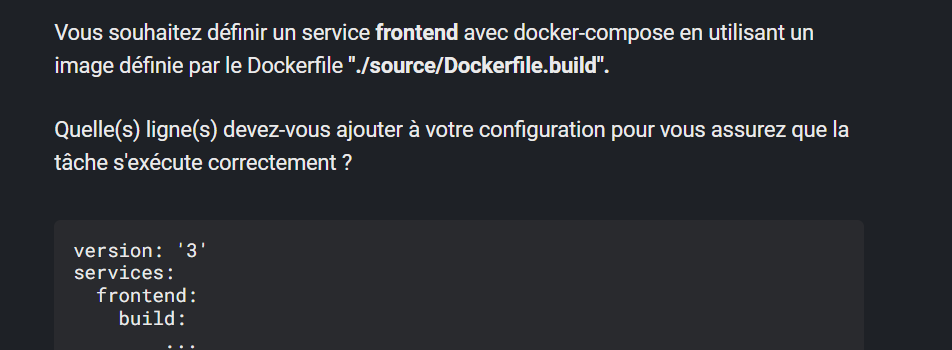 Vous souhaitez définir un service frontend avec docker-compose en utilisant un
image définie par le Dockerfile "./source/Dockerfile.build".
Quelle(s) ligne(s) devez-vous ajouter à votre configuration pour vous assurez que la
tâche s'exécute correctement ?
version: '3'
services:
  frontend:
    build:
        ...